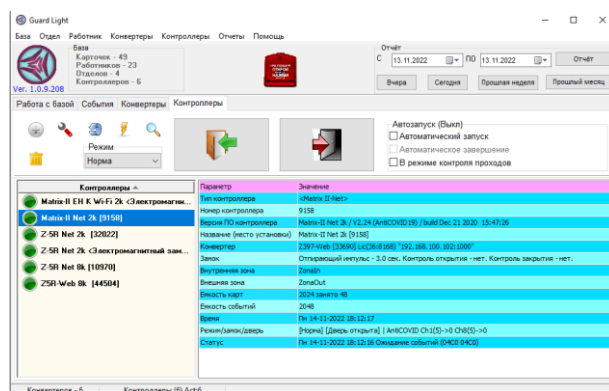 Guard Light
База Отдел Работник Конвертеры Контроллеры Отчеты Помощь
База
Карточек - 49
Работников - 23
Отделов - 4
Контроллеров - 6
Ver. 1.0.9.208
Отчёт
С 13.11.2022 ПО 13.11.2022 Отчёт
Вчера Сегодня Прошлая неделя Прошлый месяц
Работа с базой События Конвертеры Контроллеры
Режим
Норма
Автозапуск (Выкл)
Автоматический запуск
Автоматическое завершение
В режиме контроля проходов
Контроллеры
Matrix-II EH K Wi-Fi 2k <Электромагни...
Matrix-II Net 2k [9158]
Z-5R Net 2k [32022]
Z-5R Net 2k <Электромагнитный зам...
Z-5R Net 8k [10970]
Z5R-Web 8k [44504]
Параметр Значение
Тип контроллера <Matrix II-Net>
Номер контроллера 9158
Версия ПО контроллера Matrix-II Net 2k / V2.24 (AntiCOVID19) / build Dec 21 2020 15:47:26
Название (место установки) Matrix-II Net 2k [9158]
Конвертер Z397-Web [33690] Lic[36:8168] "192.168.100.102:1000"
Замок Отпирающий импульс - 3.0 сек. Контроль открытия - нет. Контроль закрытия - нет.
Внутренняя зона ZonaIn
Внешняя зона ZonaOut
Емкость карт 2024 занято 48
Емкость событий 2048
Время Пн 14-11-2022 18:12:17
Режим/замок/дверь [Норма] [Дверь открыта] | AntiCOVID Ch1(5)->0 Ch8(5)->0
Статус Пн 14-11-2022 18:12:16 Ожидание событий (04C0 04C0)
Конвертеров - 6 Контроллеры (6) Act:6